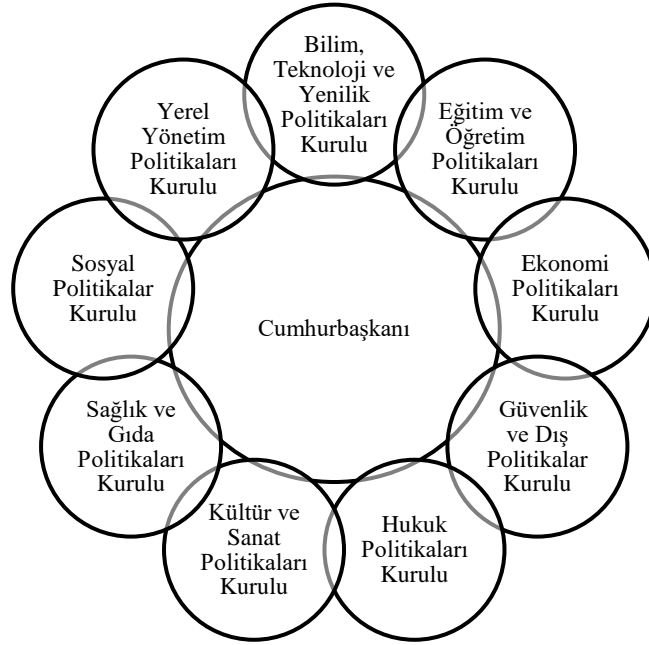 Bilim,
Teknoloji ve
Yenilik
Politikaları
Kurulu
Eğitim ve
Öğretim
Politikaları
Kurulu
Ekonomi
Politikaları
Kurulu
Güvenlik
ve Dış
Politikalar
Kurulu
Hukuk
Politikaları
Kurulu
Kültür ve
Sanat
Politikaları
Kurulu
Sağlık ve
Gıda
Politikaları
Kurulu
Sosyal
Politikalar
Kurulu
Yerel
Yönetim
Politikaları
Kurulu
Cumhurbaşkanı